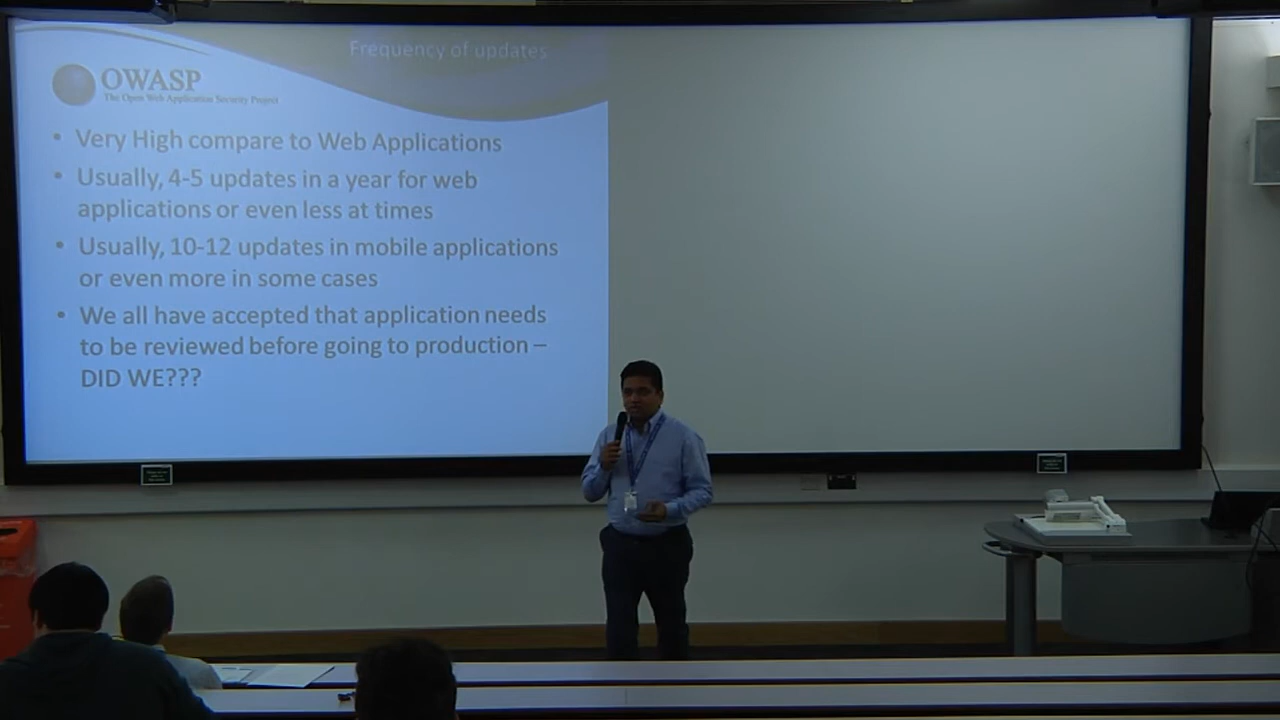 Frequency of updates
OWASP
The Open Web Application Security Project
• Very High compare to Web Applications
• Usually, 4-5 updates in a year for web
applications or even less at times
• Usually, 10-12 updates in mobile applications
or even more in some cases
• We all have accepted that application needs
to be reviewed before going to production –
DID WE???